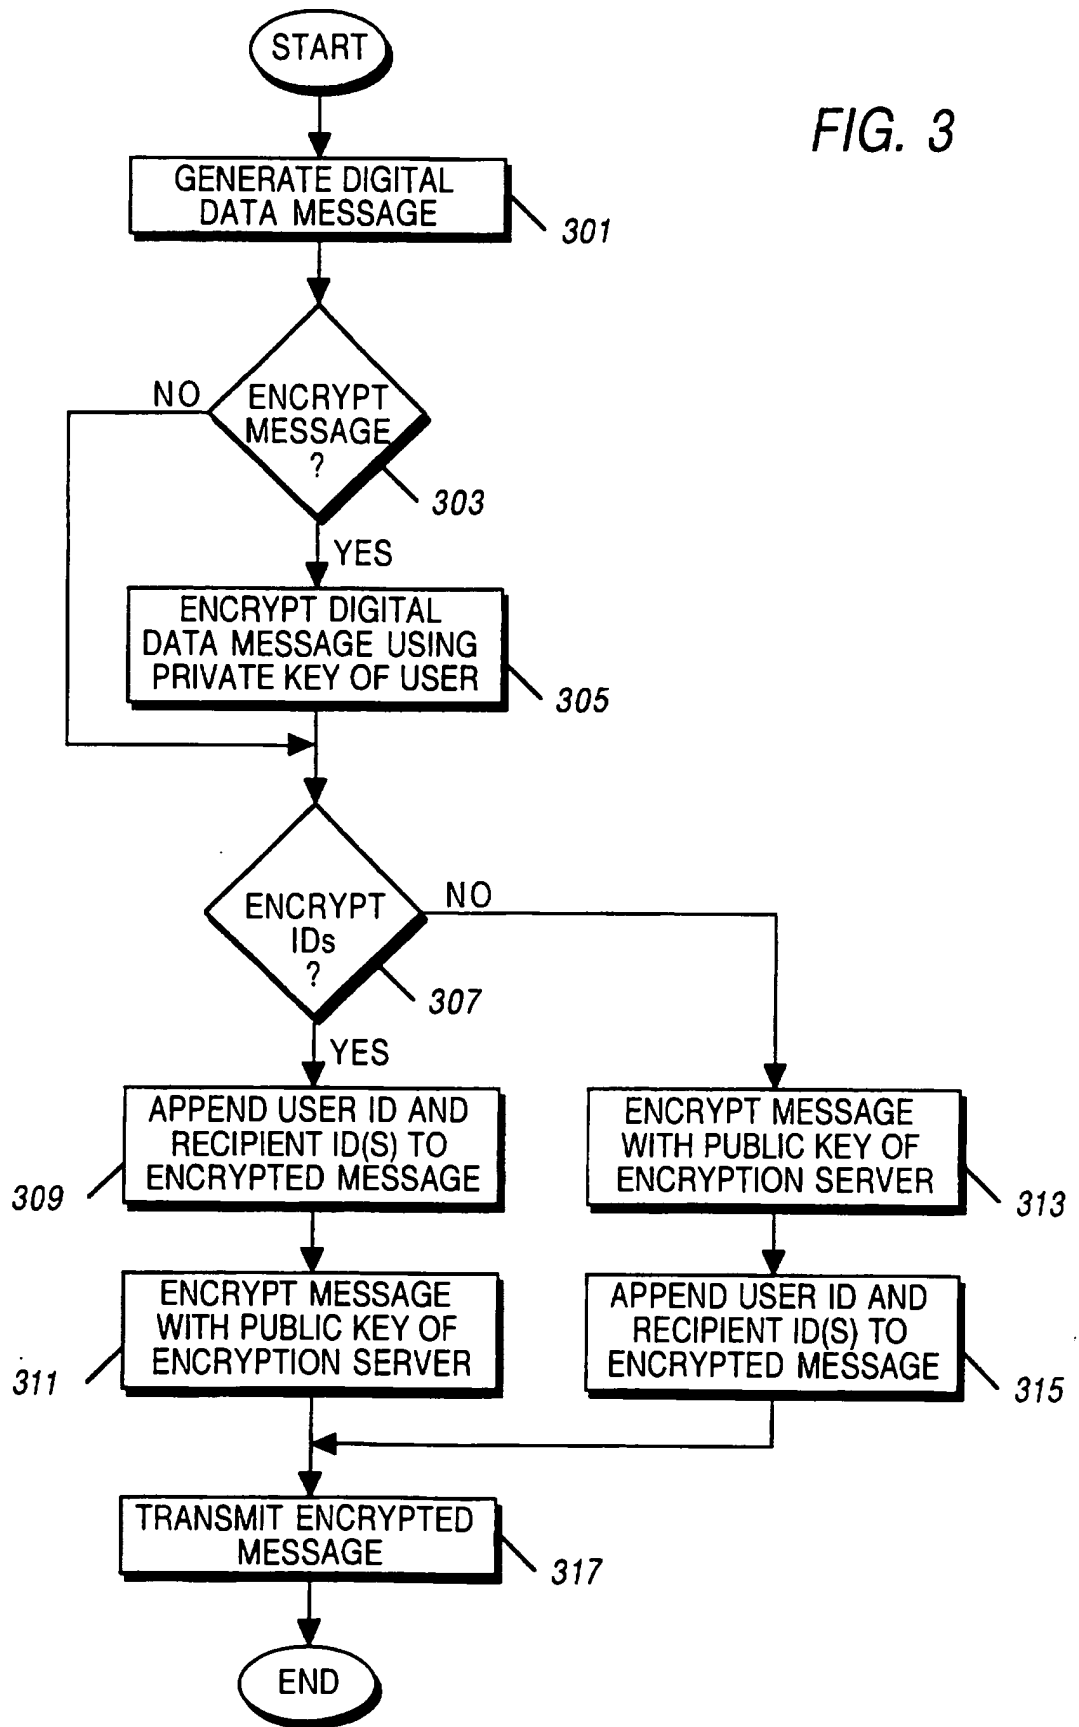 START
FIG. 3
GENERATE DIGITAL
DATA MESSAGE
301
NO
ENCRYPT
MESSAGE
?
303
YES
ENCRYPT DIGITAL
DATA MESSAGE USING
PRIVATE KEY OF USER
305
ENCRYPT
IDs
?
NO
307
YES
APPEND USER ID AND
RECIPIENT ID(S) TO
ENCRYPTED MESSAGE
309
ENCRYPT MESSAGE
WITH PUBLIC KEY OF
ENCRYPTION SERVER
313
ENCRYPT MESSAGE
WITH PUBLIC KEY OF
ENCRYPTION SERVER
311
APPEND USER ID AND
RECIPIENT ID(S) TO
ENCRYPTED MESSAGE
315
TRANSMIT ENCRYPTED
MESSAGE
317
END